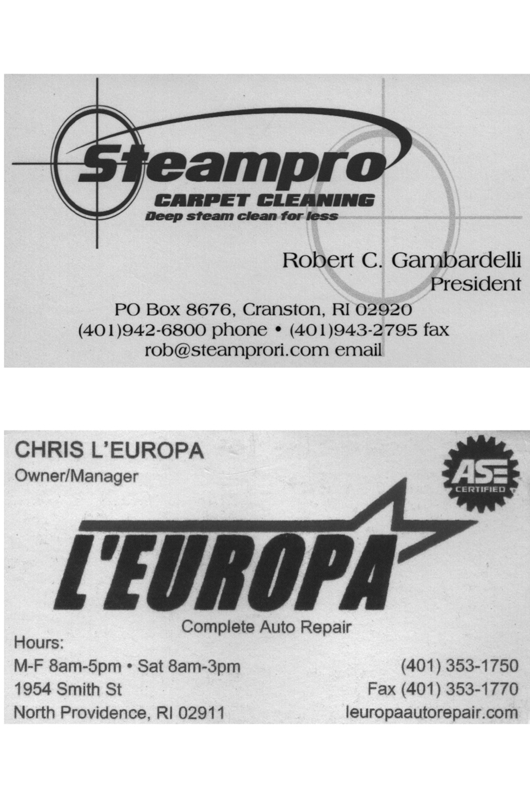 Steampro
CARPET CLEANING
Deep steam clean for less
Robert C. Gambardelli
President
PO Box 8676, Cranston, RI 02920
(401)942-6800 phone • (401)943-2795 fax
rob@steamprori.com email
CHRIS L'EUROPA
Owner/Manager
ASE
CERTIFIED
L'EUROPA
Complete Auto Repair
Hours:
M-F 8am-5pm • Sat 8am-3pm
(401) 353-1750
1954 Smith St
Fax (401) 353-1770
North Providence, RI 02911
leuropaautorepair.com